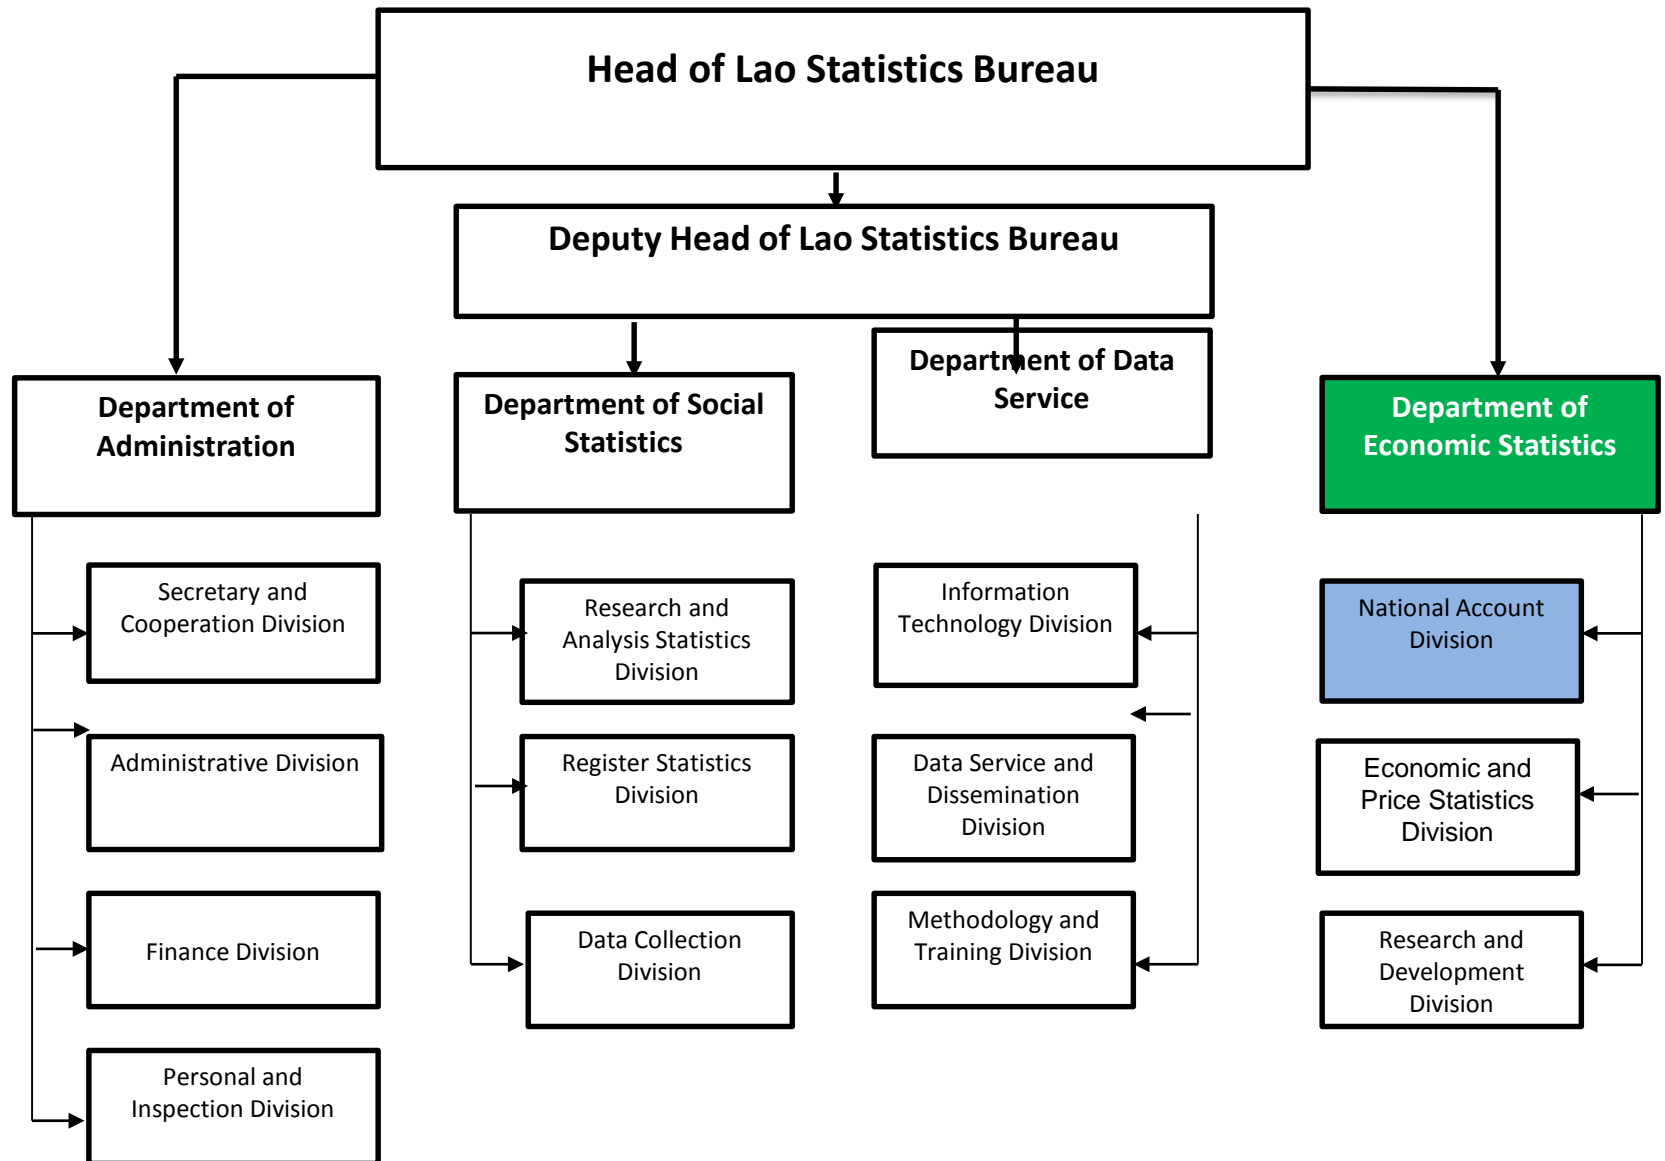 Head of Lao Statistics Bureau
Deputy Head of Lao Statistics Bureau
Department of
Administration
Department of Social
Statistics
Department of Data
Service
Department of
Economic Statistics
Secretary and
Cooperation Division
Administrative Division
Finance Division
Personal and
Inspection Division
Research and
Analysis Statistics
Division
Register Statistics
Division
Data Collection
Division
Information
Technology Division
Data Service and
Dissemination
Division
Methodology and
Training Division
National Account
Division
Economic and
Price Statistics
Division
Research and
Development
Division